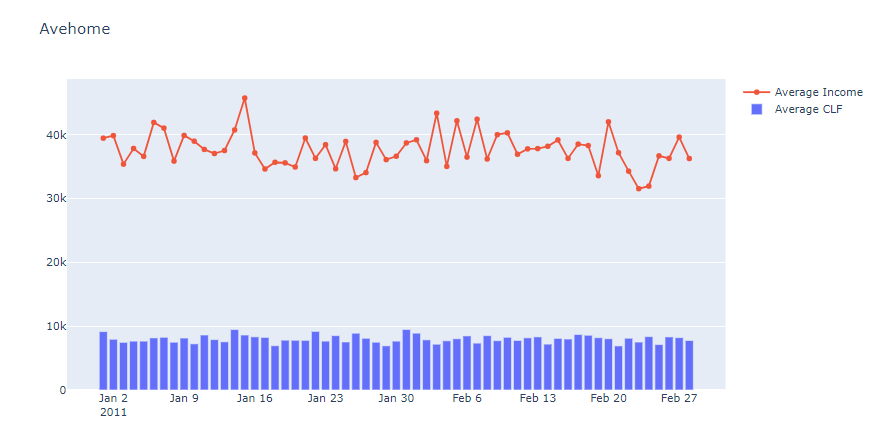 Avehome
Average Income
Average CLF
40k
30k
20k
10k
0
Jan 2 Jan 9 Jan 16 Jan 23 Jan 30 Feb 6 Feb 13 Feb 20 Feb 27
2011